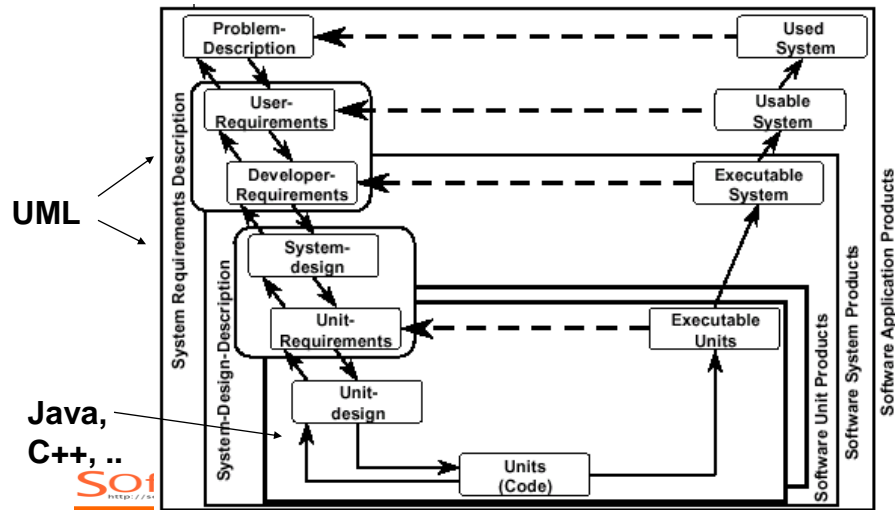 Problem-
Description
Used
System
User-
Requirements
Usable
System
Developer-
Requirements
Executable
System
UML
System-
design
Unit-
Requirements
Executable
Units
Unit-
design
Java,
C++, ..
Units
(Code)
System Requirements Description
System-Design-Description
Software Unit Products
Software System Products
Software Application Products